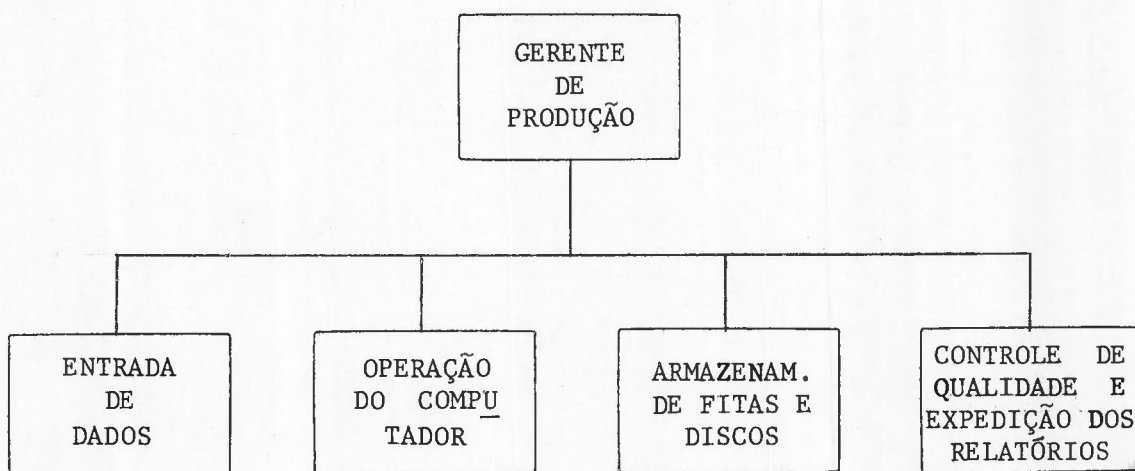 GERENTE
DE
PRODUÇÃO
ENTRADA
DE
DADOS
OPERAÇÃO
DO COMPU
TADOR
ARMAZENAM.
DE FITAS E
DISCOS
CONTROLE DE
QUALIDADE E
EXPEDIÇÃO DOS
RELATÓRIOS